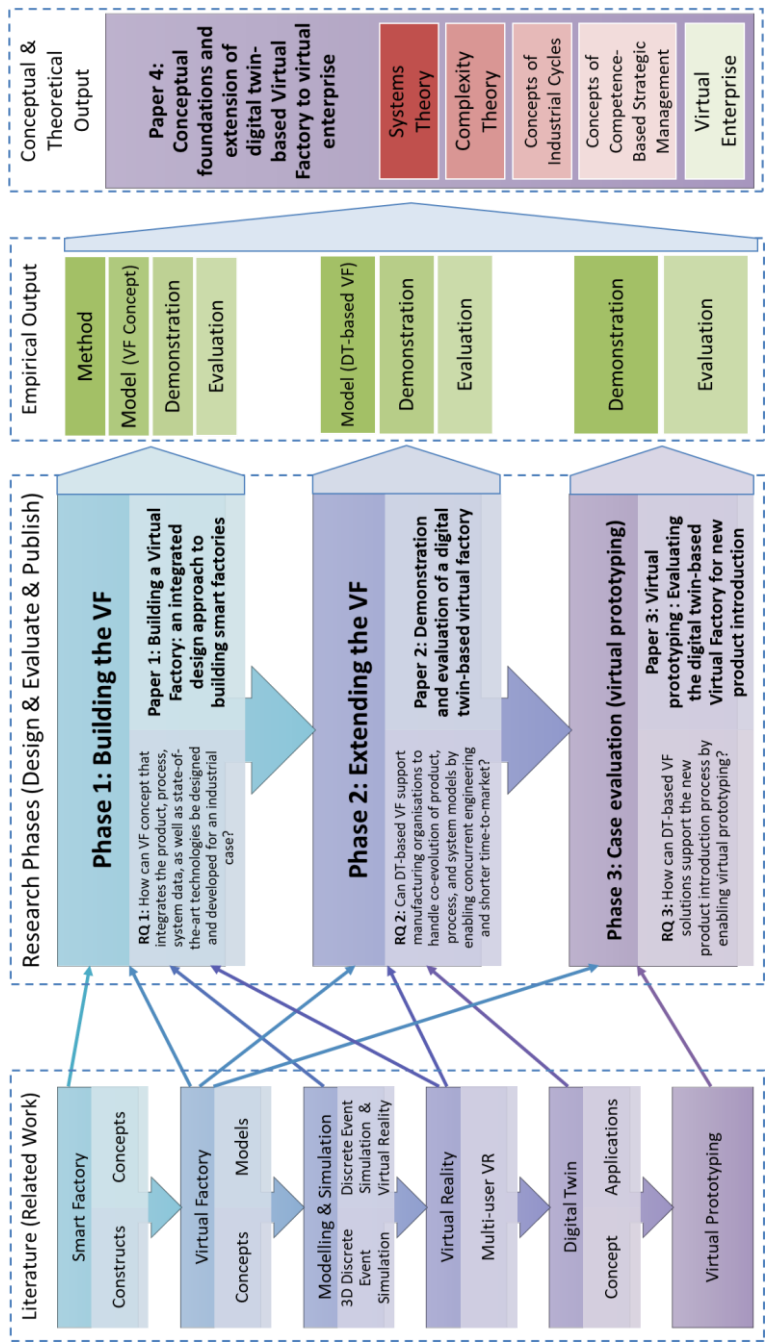 Literature (Related Work)
Smart Factory
Constructs
Concepts
Virtual Factory
Concepts
Models
Modelling & Simulation
3D Discrete
Event
Simulation
Discrete Event
Simulation &
Virtual Reality
Virtual Reality
Multi-user VR
Digital Twin
Concept
Applications
Virtual Prototyping
Research Phases (Design & Evaluate & Publish)
Phase 1: Building the VF
RQ 1: How can VF concept that
integrates the product, process,
system data, as well as state-of-
the-art technologies be designed
and developed for an industrial
case?
Paper 1: Building a Virtual
Factory: an integrated
design approach to
building smart factories
Phase 2: Extending the VF
RQ 2: Can DT-based VF support
manufacturing organisations to
handle co-evolution of product,
process, and system models by
enabling concurrent engineering
and shorter time-to-market?
Paper 2: Demonstration
and evaluation of a digital
twin-based virtual factory
Phase 3: Case evaluation (virtual prototyping)
RQ 3: How can DT-based VF
solutions support the new
product introduction process by
enabling virtual prototyping?
Paper 3: Virtual
prototyping : Evaluating
the digital twin-based
Virtual Factory for new
product introduction
Empirical Output
Method
Model (VF Concept)
Demonstration
Evaluation
Model (DT-based VF)
Demonstration
Evaluation
Demonstration
Evaluation
Conceptual &
Theoretical
Output
Paper 4:
Conceptual
foundations and
extension of
digital twin-
based Virtual
Factory to virtual
enterprise
Systems
Theory
Complexity
Theory
Concepts of
Industrial Cycles
Concepts of
Competence-
Based Strategic
Management
Virtual
Enterprise